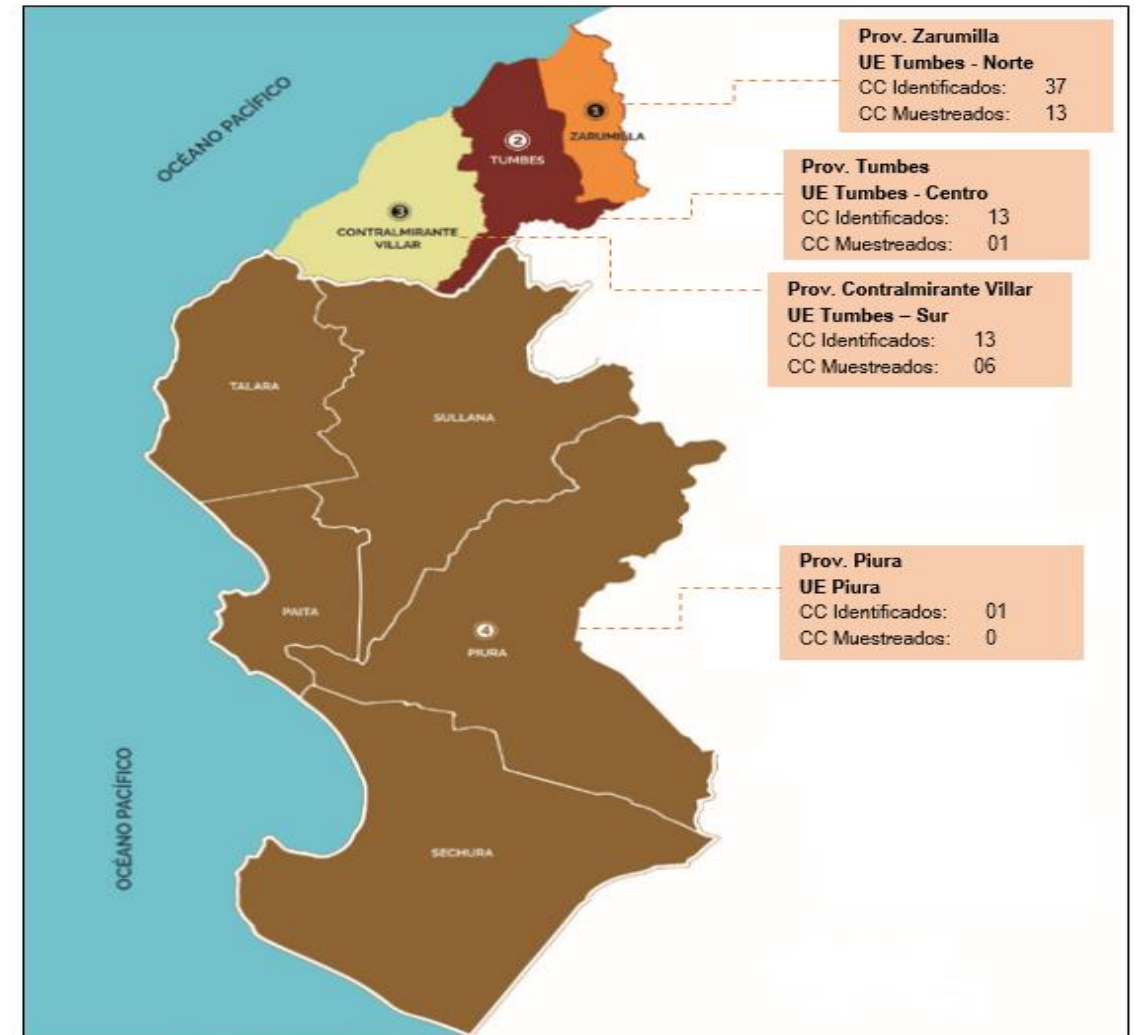 OCÉANO PACÍFICO
Prov. Zarumilla
UE Tumbes - Norte
CC Identificados: 37
CC Muestreados: 13
1
ZARUMILLA
2
TUMBES
Prov. Tumbes
UE Tumbes - Centro
CC Identificados: 13
CC Muestreados: 01
3
CONTRALMIRANTE
VILLAR
Prov. Contralmirante Villar
UE Tumbes – Sur
CC Identificados: 13
CC Muestreados: 06
TALARA
SULLANA
Prov. Piura
UE Piura
CC Identificados: 01
CC Muestreados: 0
PAITA
4
PIURA
OCÉANO PACÍFICO
SECHURA